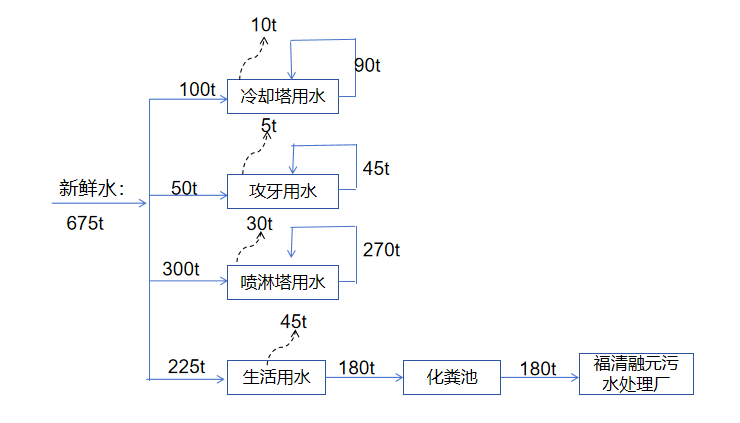 10t
90t
100t
冷却塔用水
5t
45t
新鲜水：
50t
攻牙用水
675t
30t
270t
300t
喷淋塔用水
45t
225t
生活用水
180t
化粪池
180t
福清融元污
水处理厂